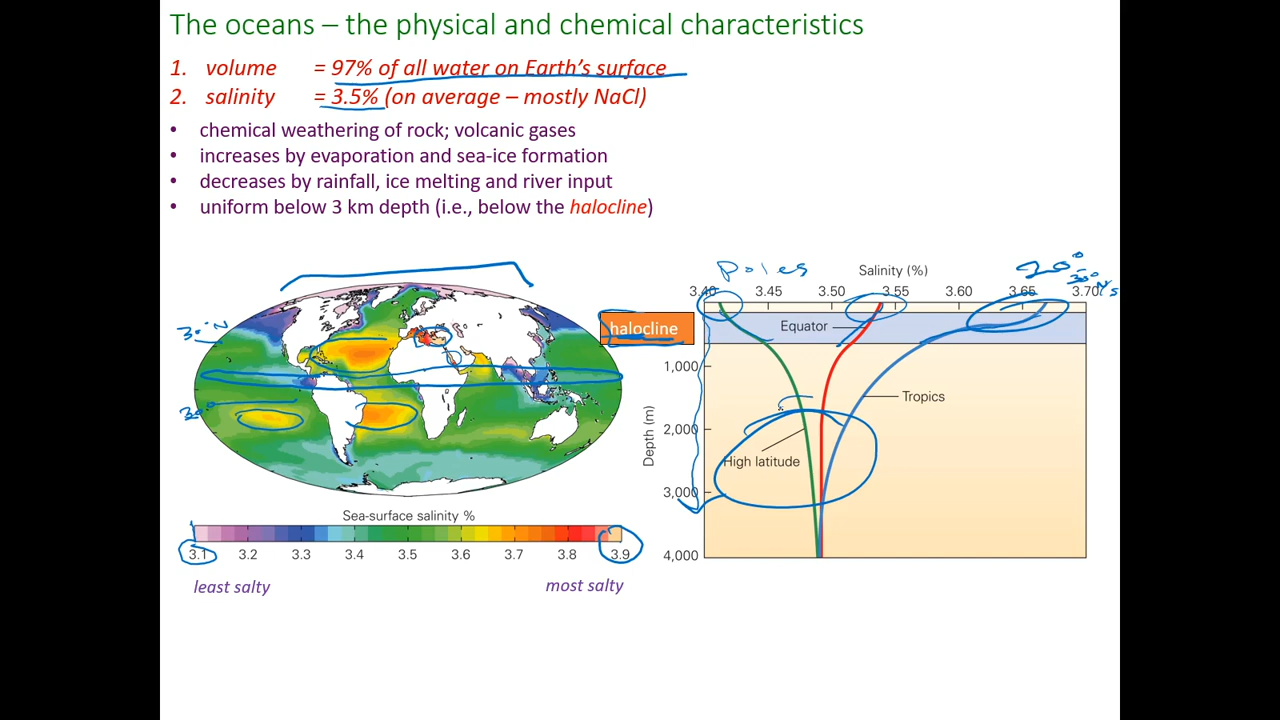 The oceans – the physical and chemical characteristics
1. volume = 97% of all water on Earth's surface
2. salinity = 3.5% (on average – mostly NaCl)
• chemical weathering of rock; volcanic gases
• increases by evaporation and sea-ice formation
• decreases by rainfall, ice melting and river input
• uniform below 3 km depth (i.e., below the halocline)
30°N
30°
Sea-surface salinity %
3.1 3.2 3.3 3.4 3.5 3.6 3.7 3.8 3.9
least salty most salty
halocline
Poles
30° N/S
Salinity (%)
3.40 3.45 3.50 3.55 3.60 3.65 3.70
Equator
1,000
Tropics
2,000
Depth (m)
High latitude
3,000
4,000